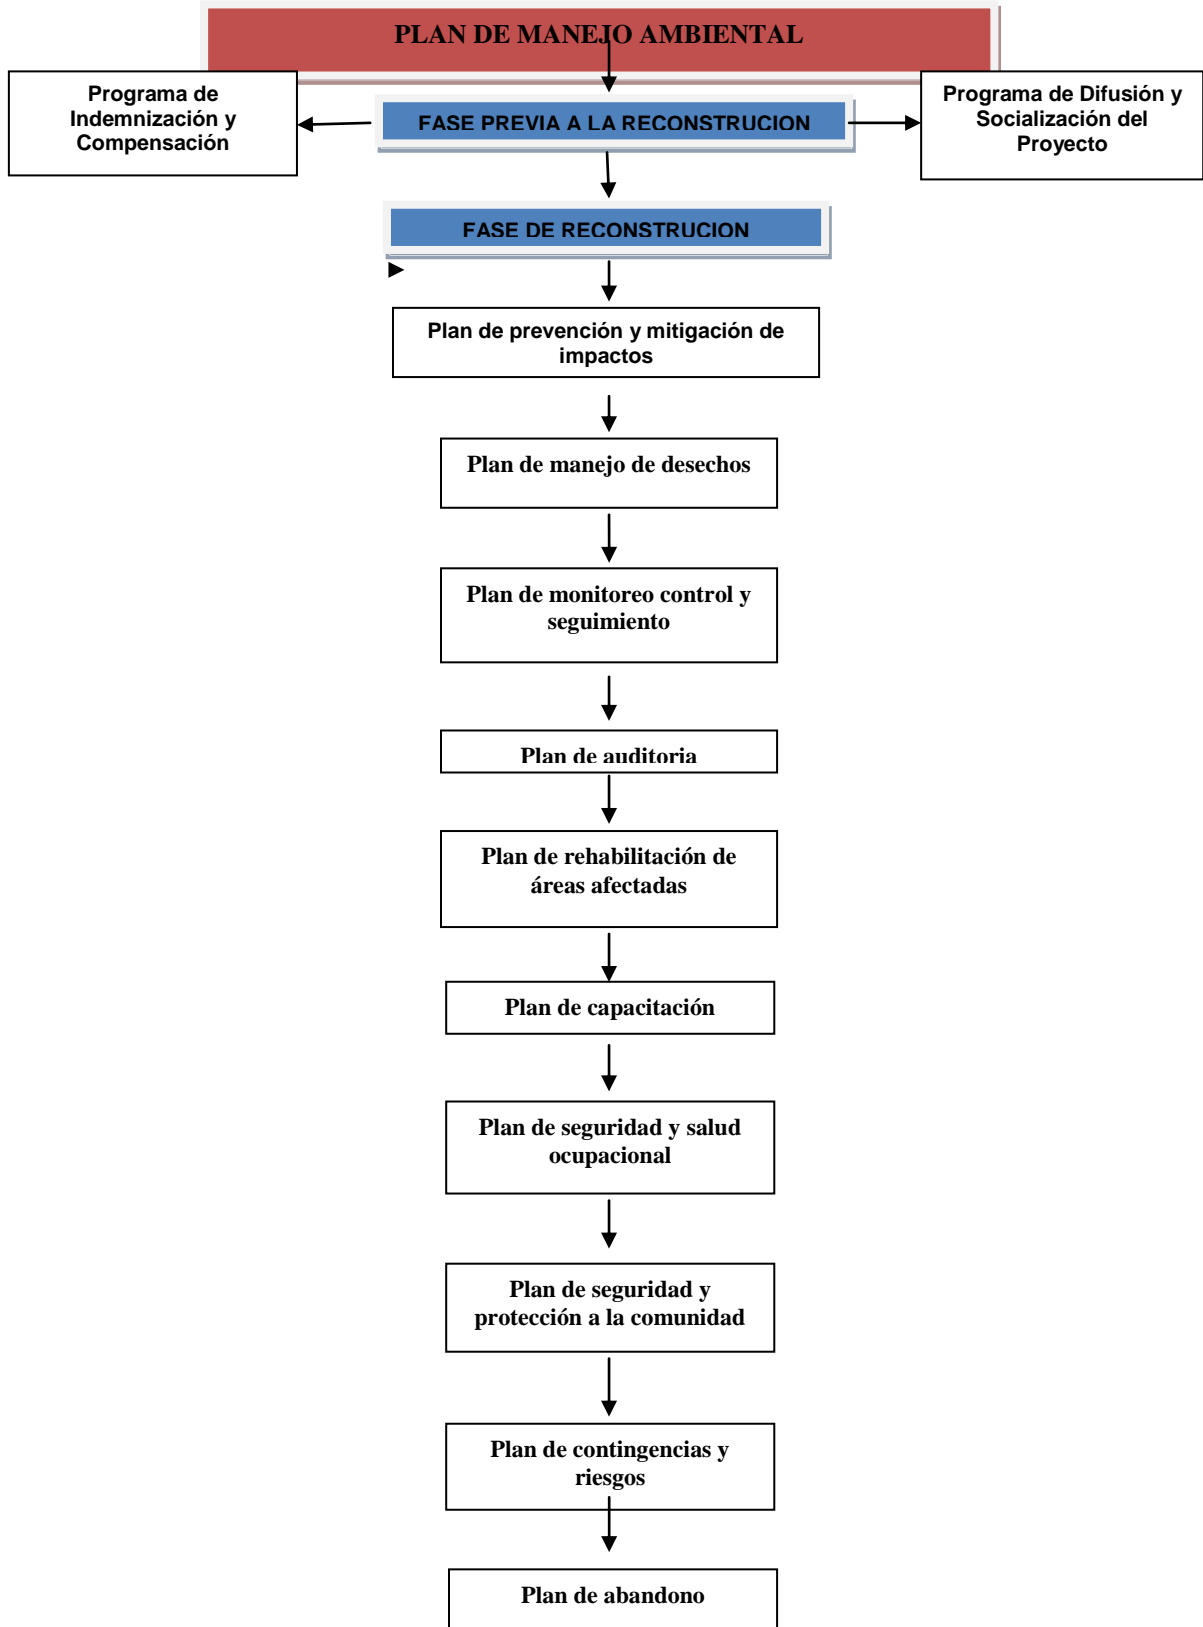 PLAN DE MANEJO AMBIENTAL
Programa de
Indemnización y
Compensación
FASE PREVIA A LA RECONSTRUCION
Programa de Difusión y
Socialización del
Proyecto
FASE DE RECONSTRUCION
Plan de prevención y mitigación de
impactos
Plan de manejo de desechos
Plan de monitoreo control y
seguimiento
Plan de auditoria
Plan de rehabilitación de
áreas afectadas
Plan de capacitación
Plan de seguridad y salud
ocupacional
Plan de seguridad y
protección a la comunidad
Plan de contingencias y
riesgos
Plan de abandono